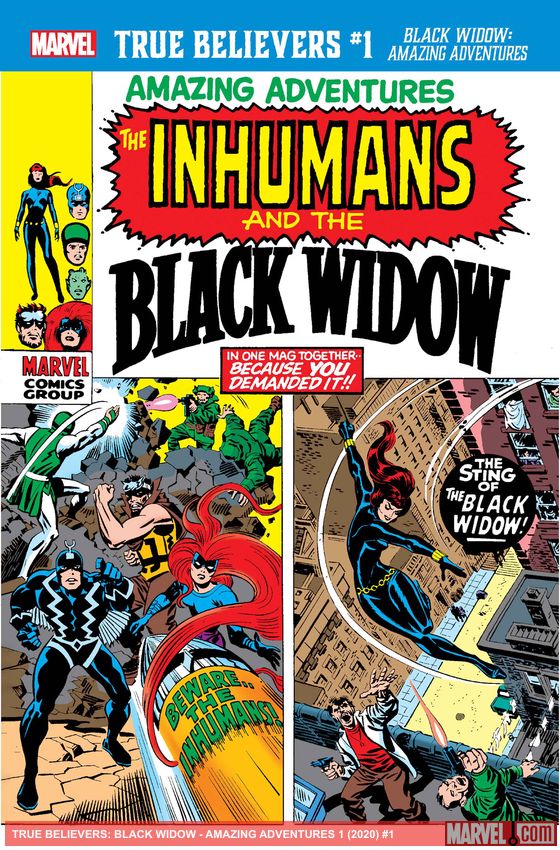 MARVEL
TRUE BELIEVERS #1
BLACK WIDOW:
AMAZING ADVENTURES
AMAZING ADVENTURES
THE
INHUMANS
AND THE
BLACK WIDOW
IN ONE MAG TOGETHER..
BECAUSE YOU
DEMANDED IT!!
MARVEL
COMICS
GROUP
BEWARE..
THE
INHUMANS!
THE
STING
OF
THE BLACK
WIDOW!
TRUE BELIEVERS: BLACK WIDOW - AMAZING ADVENTURES 1 (2020) #1
MARVEL.com